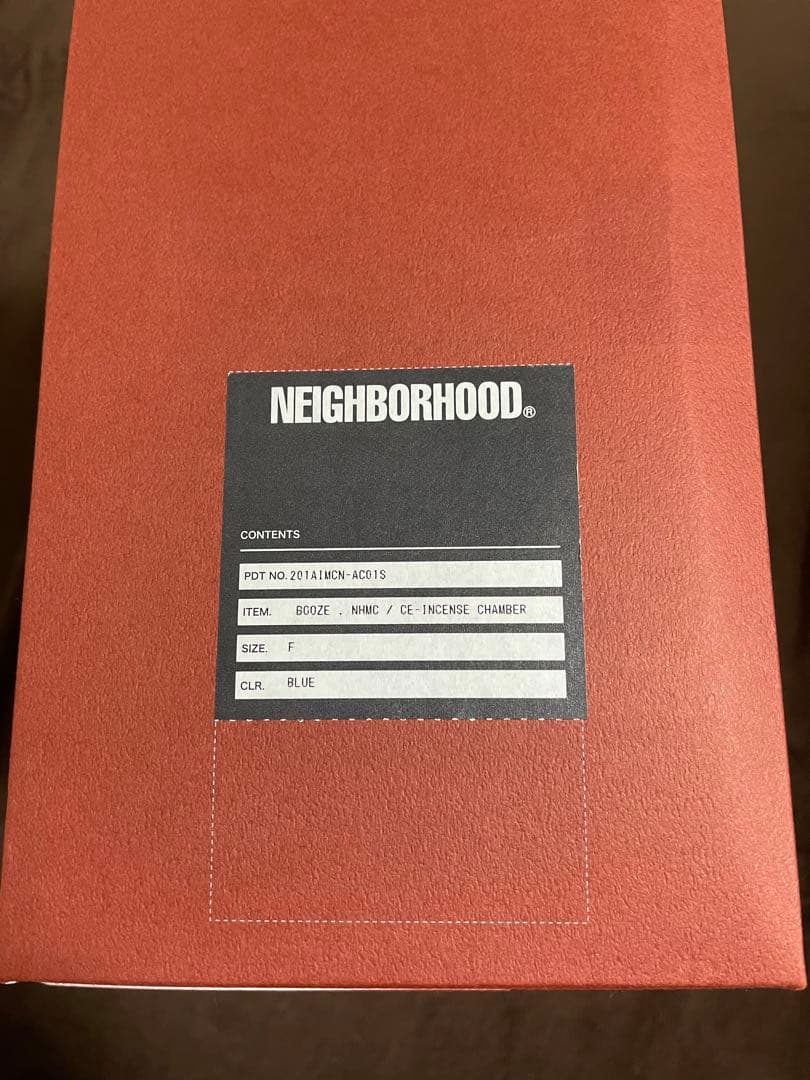 NEIGHBORHOOD®
CONTENTS
PDT NO. 201AIMCN-AC01S
ITEM. BOOZE . NHMC / CE-INCENSE CHAMBER
SIZE. F
CLR. BLUE